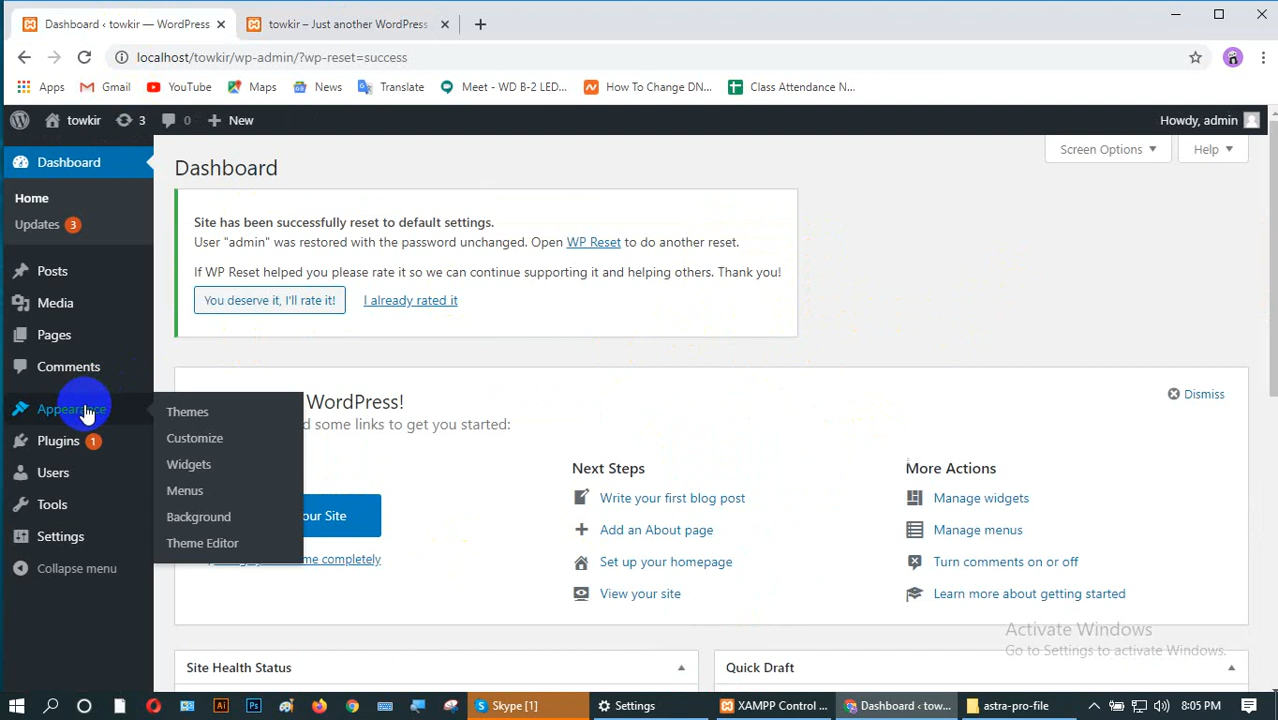 Dashboard ‹ towkir — WordPress
towkir – Just another WordPress
localhost/towkir/wp-admin/?wp-reset=success
Apps
Gmail
YouTube
Maps
News
Translate
Meet - WD B-2 LED...
How To Change DN...
Class Attendance N...
towkir
3
0
New
Howdy, admin
Dashboard
Home
Updates 3
Posts
Media
Pages
Comments
Appearance
Plugins 1
Users
Tools
Settings
Collapse menu
Themes
Customize
Widgets
Menus
Background
Theme Editor
Screen Options
Help
Dashboard
Site has been successfully reset to default settings.
User "admin" was restored with the password unchanged. Open WP Reset to do another reset.
If WP Reset helped you please rate it so we can continue supporting it and helping others. Thank you!
You deserve it, I'll rate it!
I already rated it
WordPress!
Dismiss
some links to get you started:
our Site
me completely
Next Steps
Write your first blog post
Add an About page
Set up your homepage
View your site
More Actions
Manage widgets
Manage menus
Turn comments on or off
Learn more about getting started
Activate Windows
Go to Settings to activate Windows.
Site Health Status
Quick Draft
Skype [1]
Settings
XAMPP Control ...
Dashboard ‹ tow...
astra-pro-file
8:05 PM